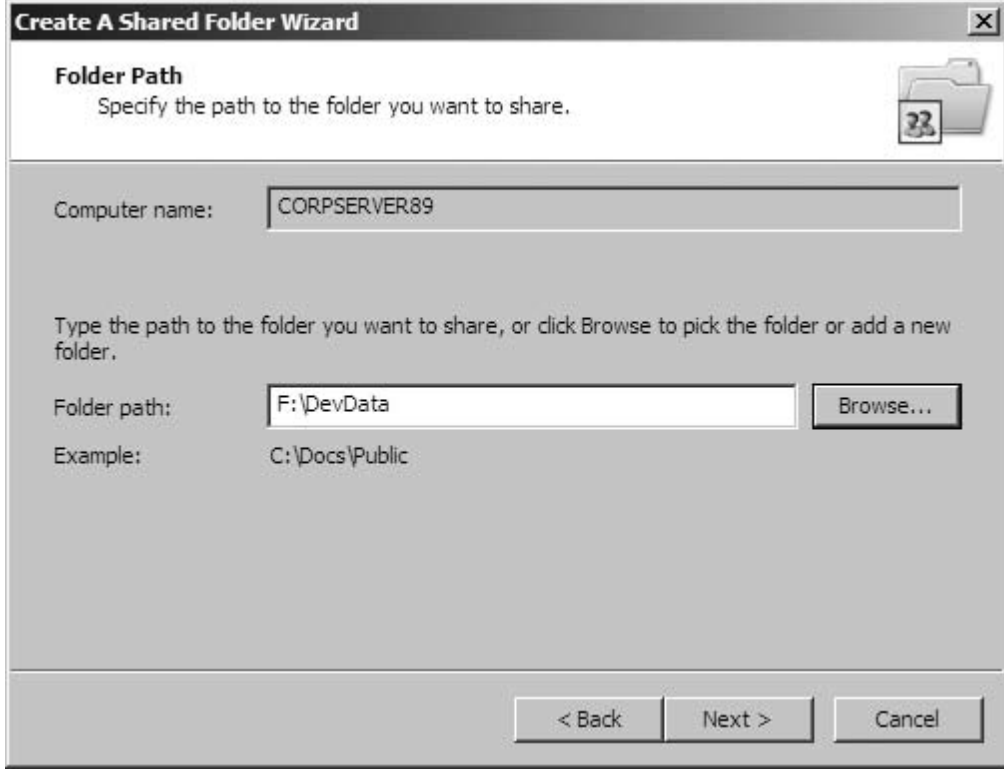 Create A Shared Folder Wizard
Folder Path
Specify the path to the folder you want to share.
Computer name:
CORPSERVER89
Type the path to the folder you want to share, or click Browse to pick the folder or add a new
folder.
Folder path:
F:\DevData
Browse...
Example:
C:\Docs\Public
< Back
Next >
Cancel